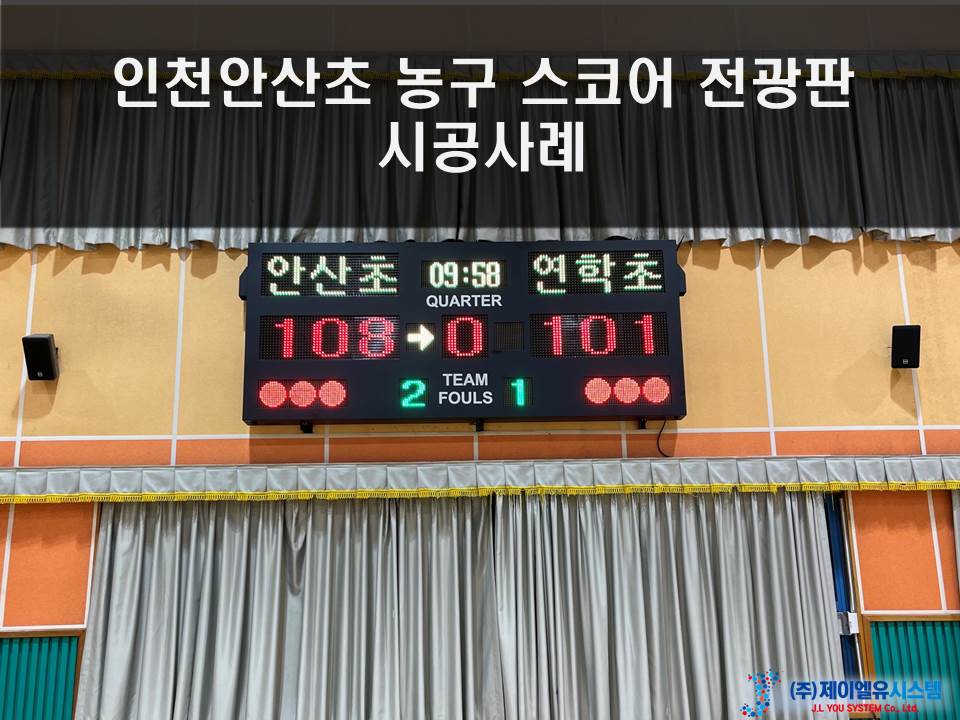 인천안산초 농구 스코어 전광판
시공사례
안산초 09:58 연학초
QUARTER
108 0 101
TEAM
2 FOULS 1
(주)제이엘유시스템
J.L YOU SYSTEM Co., Ltd.